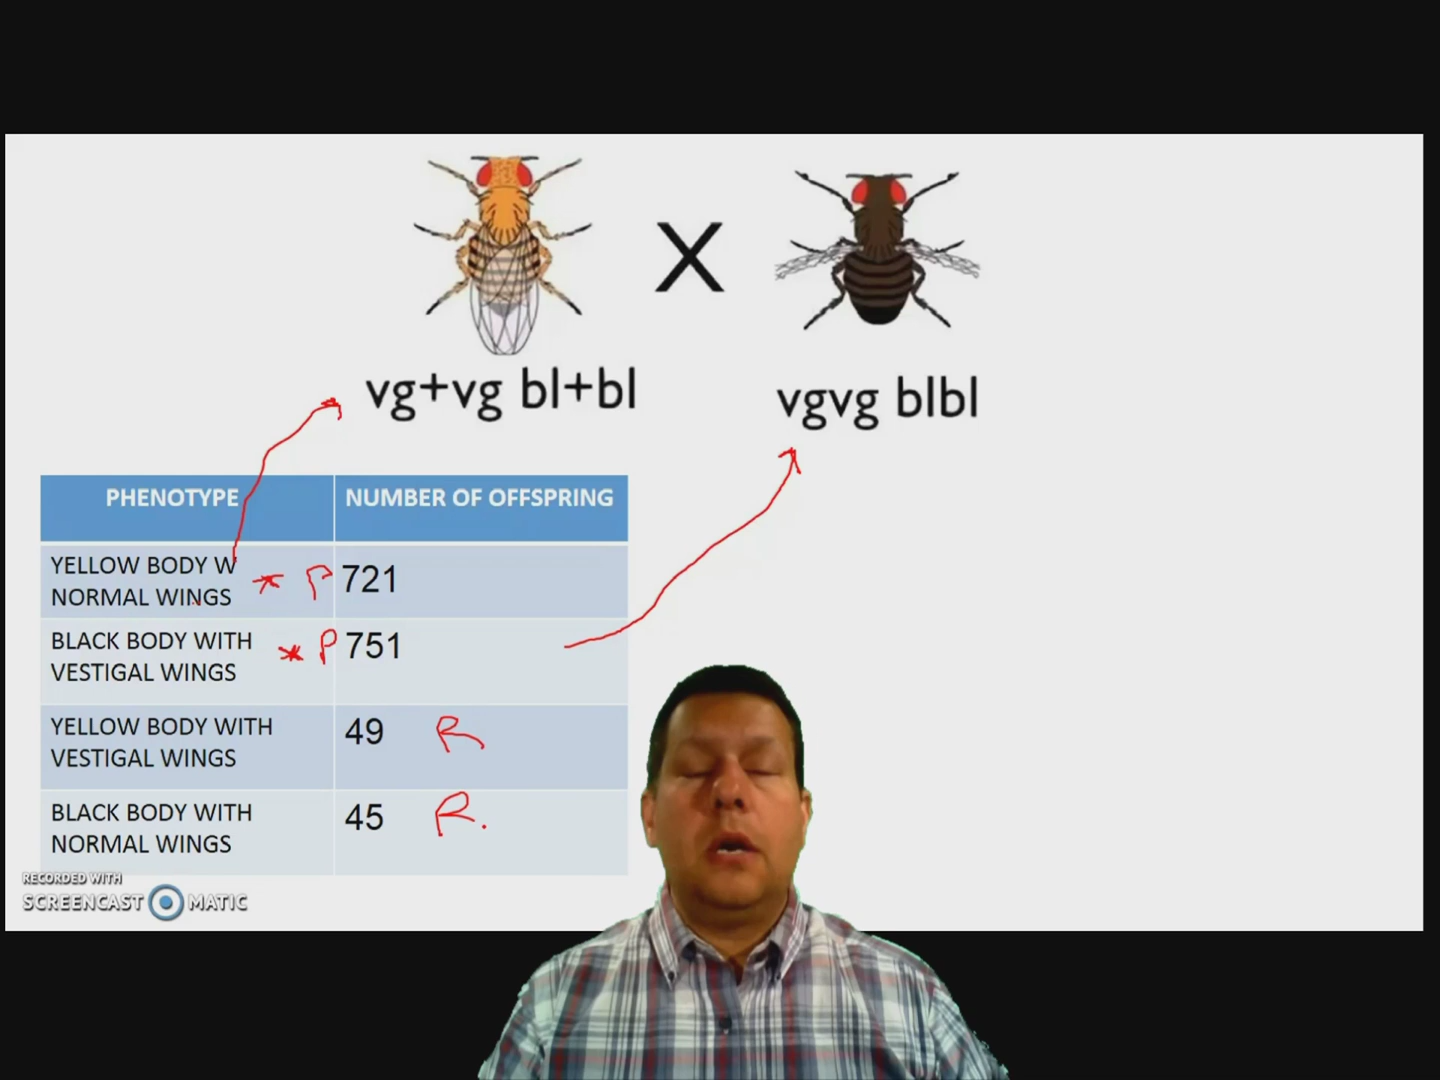 X
vg+vg bl+bl
vgvg blbl
PHENOTYPE NUMBER OF OFFSPRING
YELLOW BODY W
NORMAL WINGS * P 721
BLACK BODY WITH
VESTIGAL WINGS * P 751
YELLOW BODY WITH
VESTIGAL WINGS 49 R
BLACK BODY WITH
NORMAL WINGS 45 R.
RECORDED WITH
SCREENCAST MATIC